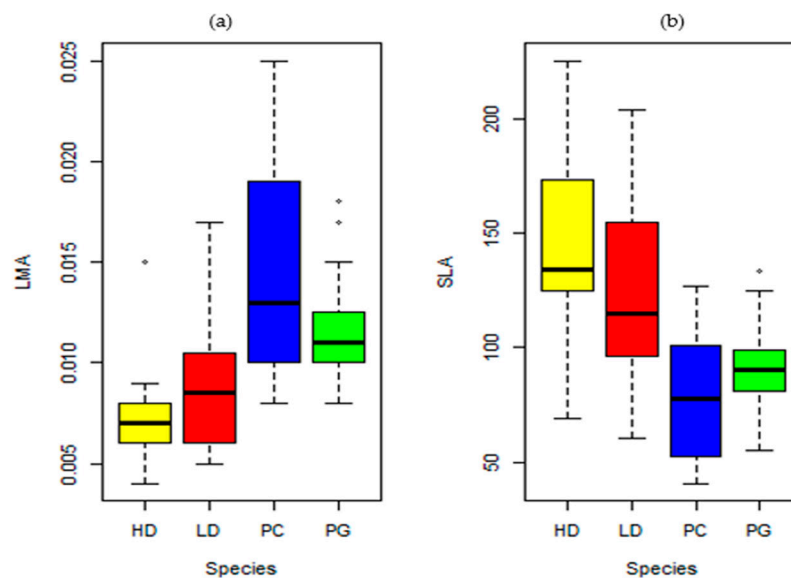 (a)
LMA
0.025
0.020
0.015
0.010
0.005
HD LD PC PG
Species
(b)
SLA
200
150
100
50
HD LD PC PG
Species